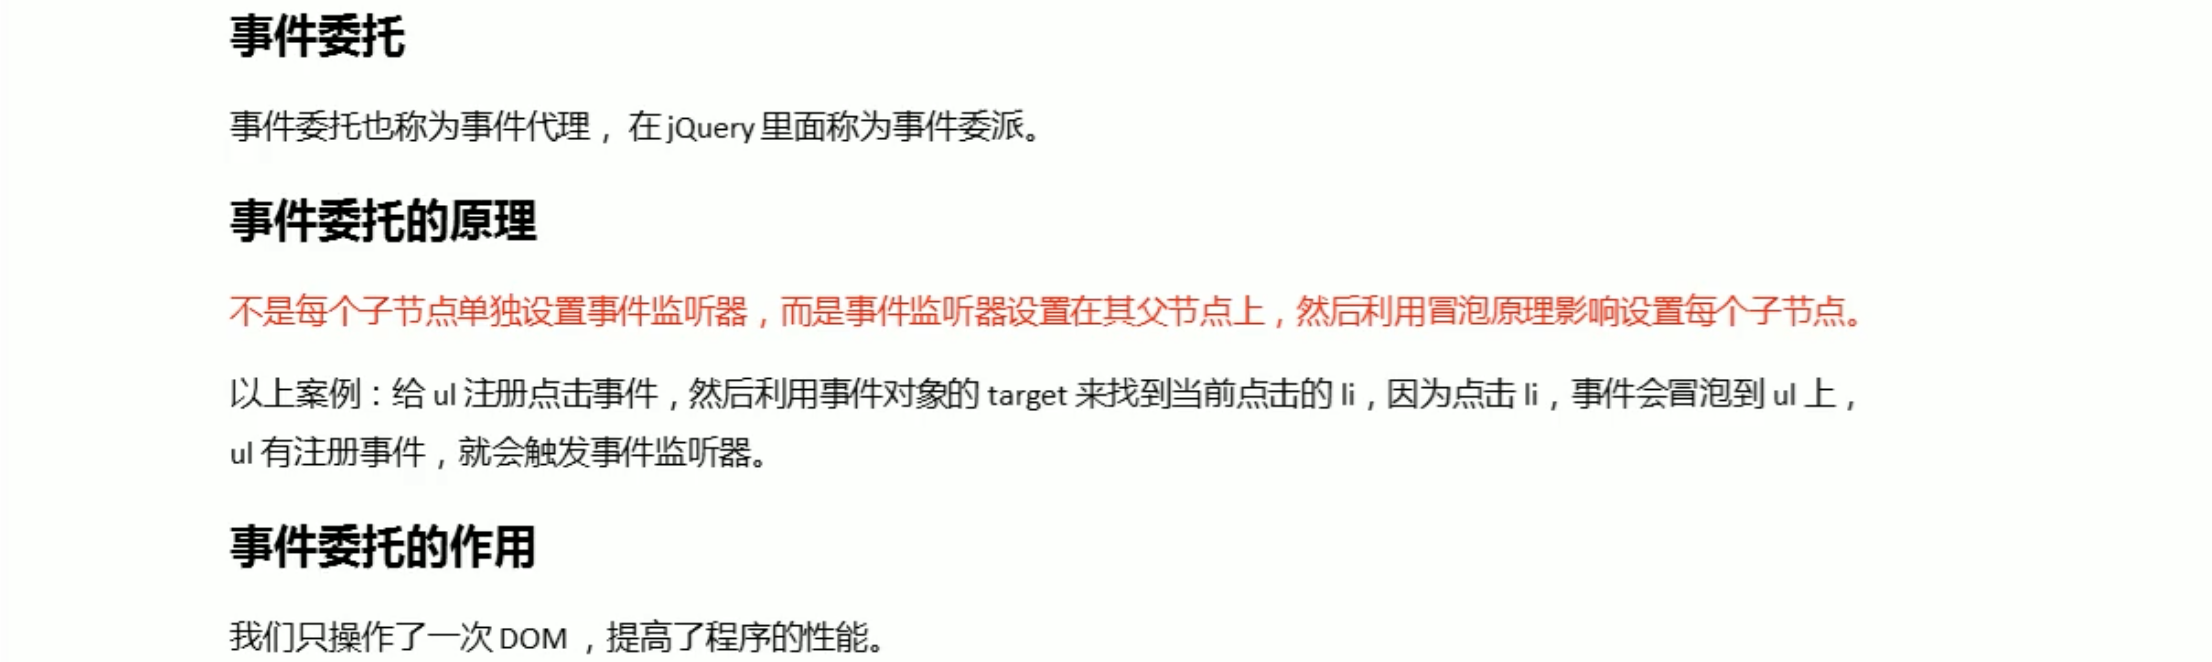 事件委托
事件委托也称为事件代理，在 jQuery 里面称为事件委派。
事件委托的原理
不是每个子节点单独设置事件监听器，而是事件监听器设置在其父节点上，然后利用冒泡原理影响设置每个子节点。
以上案例：给 ul 注册点击事件，然后利用事件对象的 target 来找到当前点击的 li，因为点击 li，事件会冒泡到 ul 上，
ul 有注册事件，就会触发事件监听器。
事件委托的作用
我们只操作了一次 DOM ，提高了程序的性能。